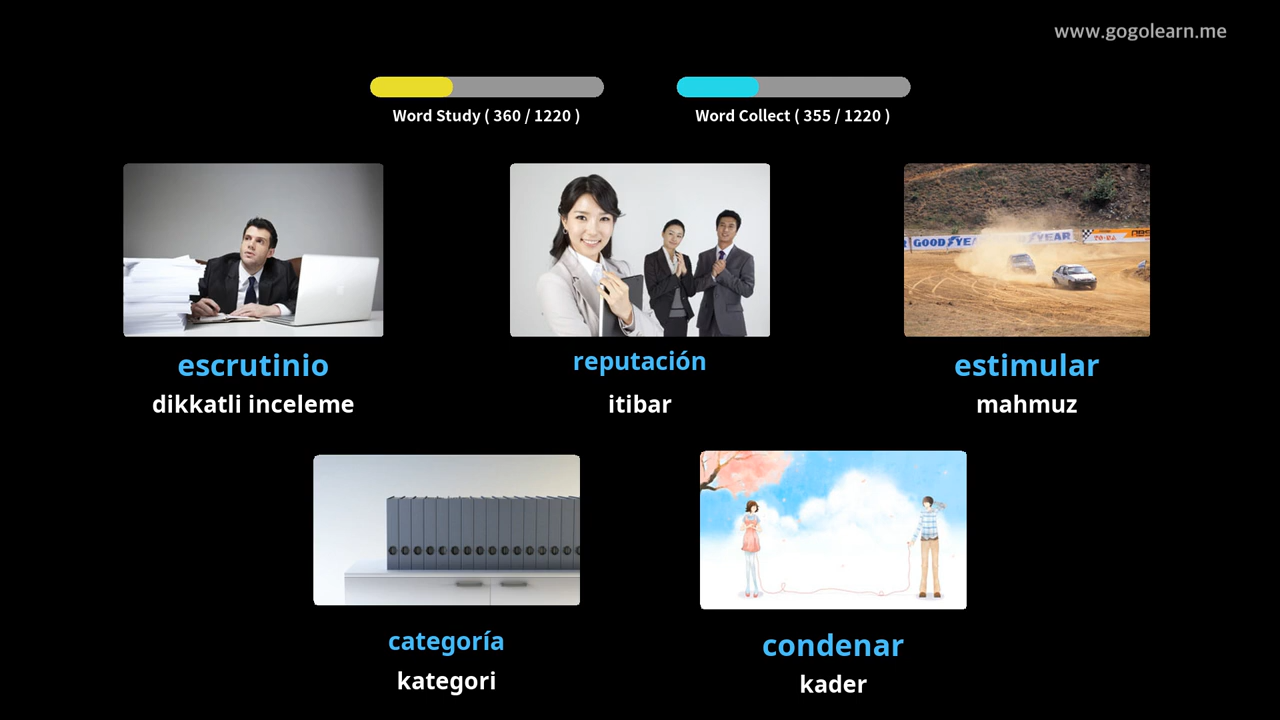 www.gogolearn.me
Word Study ( 360 / 1220 )
Word Collect ( 355 / 1220 )
GOODYEAR
escrutinio
dikkatli inceleme
reputación
itibar
estimular
mahmuz
categoría
kategori
condenar
kader